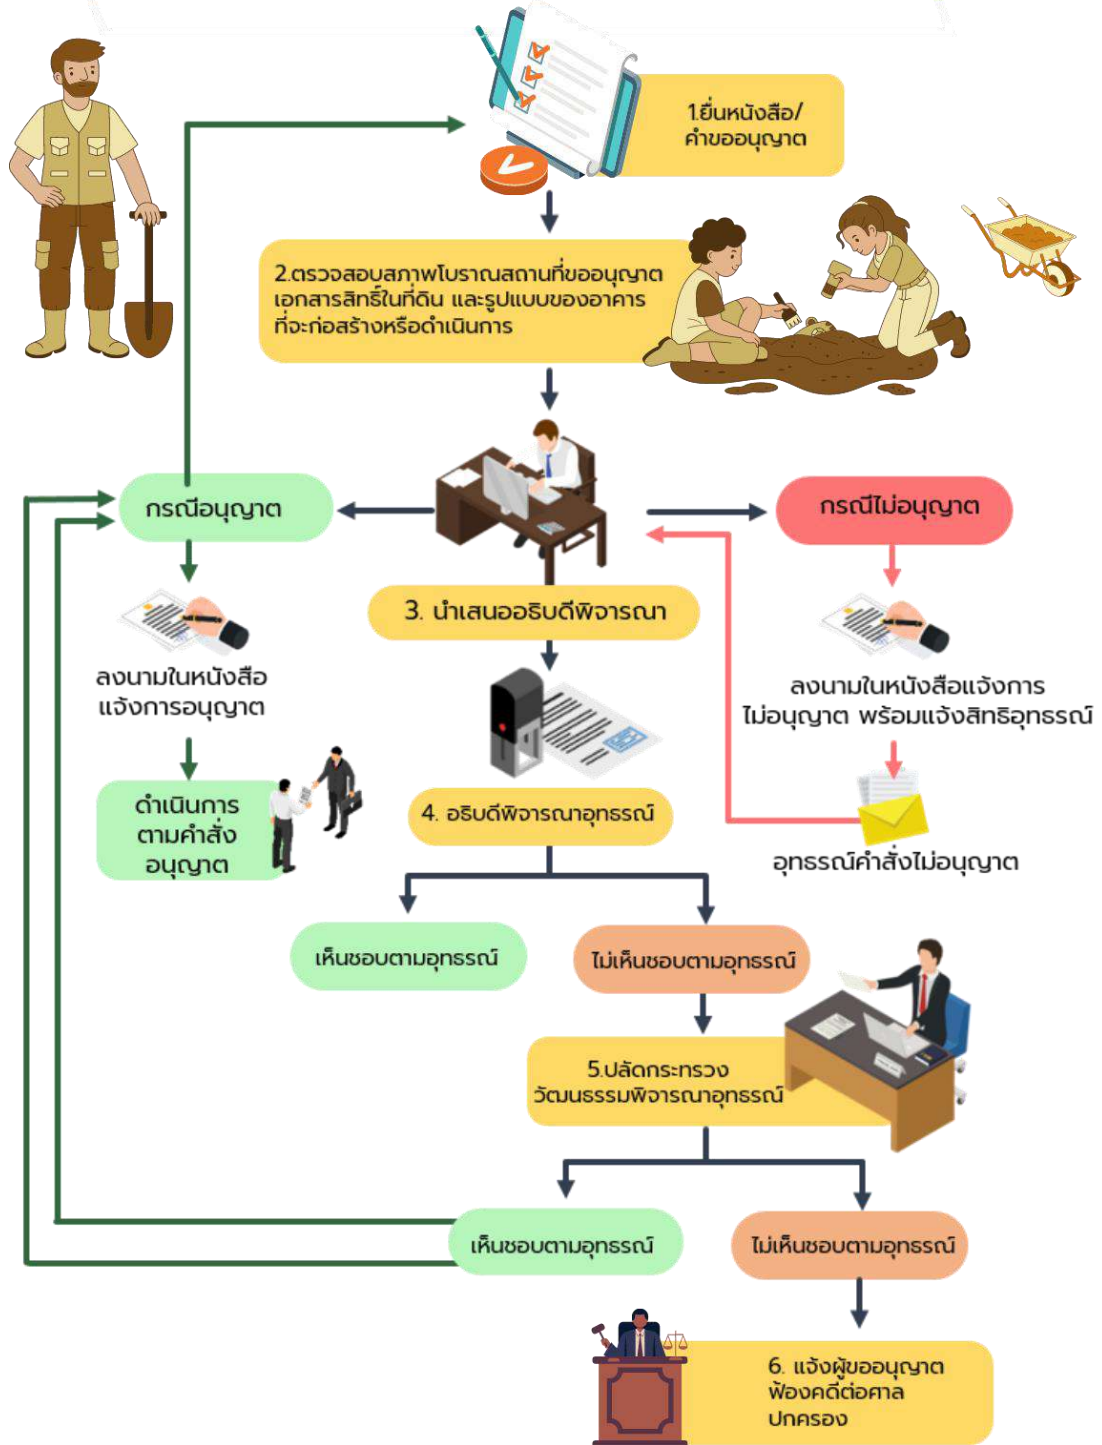 1.ยื่นหนังสือ/
คำขออนุญาต
2.ตรวจสอบสภาพโบราณสถานที่ขออนุญาต
เอกสารสิทธิ์ในที่ดิน และรูปแบบของอาคาร
ที่จะก่อสร้างหรือดำเนินการ
กรณีอนุญาต
กรณีไม่อนุญาต
3. นำเสนออธิบดีพิจารณา
ลงนามในหนังสือ
แจ้งการอนุญาต
ลงนามในหนังสือแจ้งการ
ไม่อนุญาต พร้อมแจ้งสิทธิอุทธรณ์
ดำเนินการ
ตามคำสั่ง
อนุญาต
4. อธิบดีพิจารณาอุทธรณ์
อุทธรณ์คำสั่งไม่อนุญาต
เห็นชอบตามอุทธรณ์
ไม่เห็นชอบตามอุทธรณ์
5.ปลัดกระทรวง
วัฒนธรรมพิจารณาอุทธรณ์
เห็นชอบตามอุทธรณ์
ไม่เห็นชอบตามอุทธรณ์
6. แจ้งผู้ขออนุญาต
ฟ้องคดีต่อศาล
ปกครอง